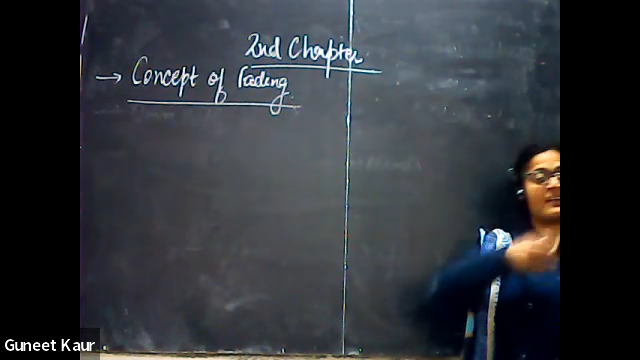 2nd Chapter
→ Concept of Fading
Guneet Kaur